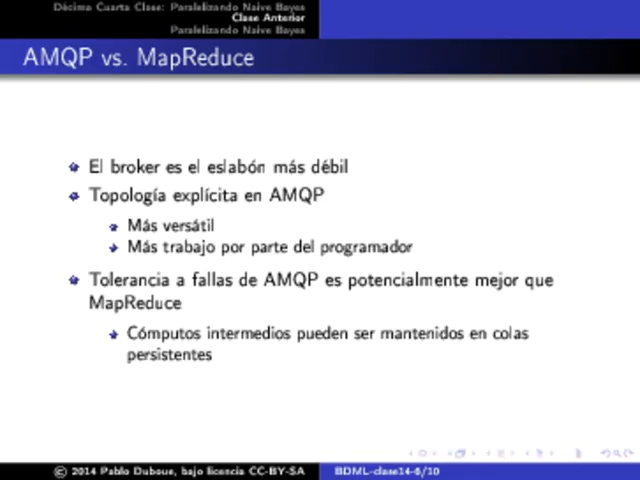 Décima Cuarta Clase: Paralelizando Naive Bayes
Clase Anterior
Paralelizando Naive Bayes
AMQP vs. MapReduce
El broker es el eslabón más débil
Topología explícita en AMQP
Más versátil
Más trabajo por parte del programador
Tolerancia a fallas de AMQP es potencialmente mejor que
MapReduce
Cómputos intermedios pueden ser mantenidos en colas
persistentes
© 2014 Pablo Duboue, bajo licencia CC-BY-SA
BDML-clase14-6/10